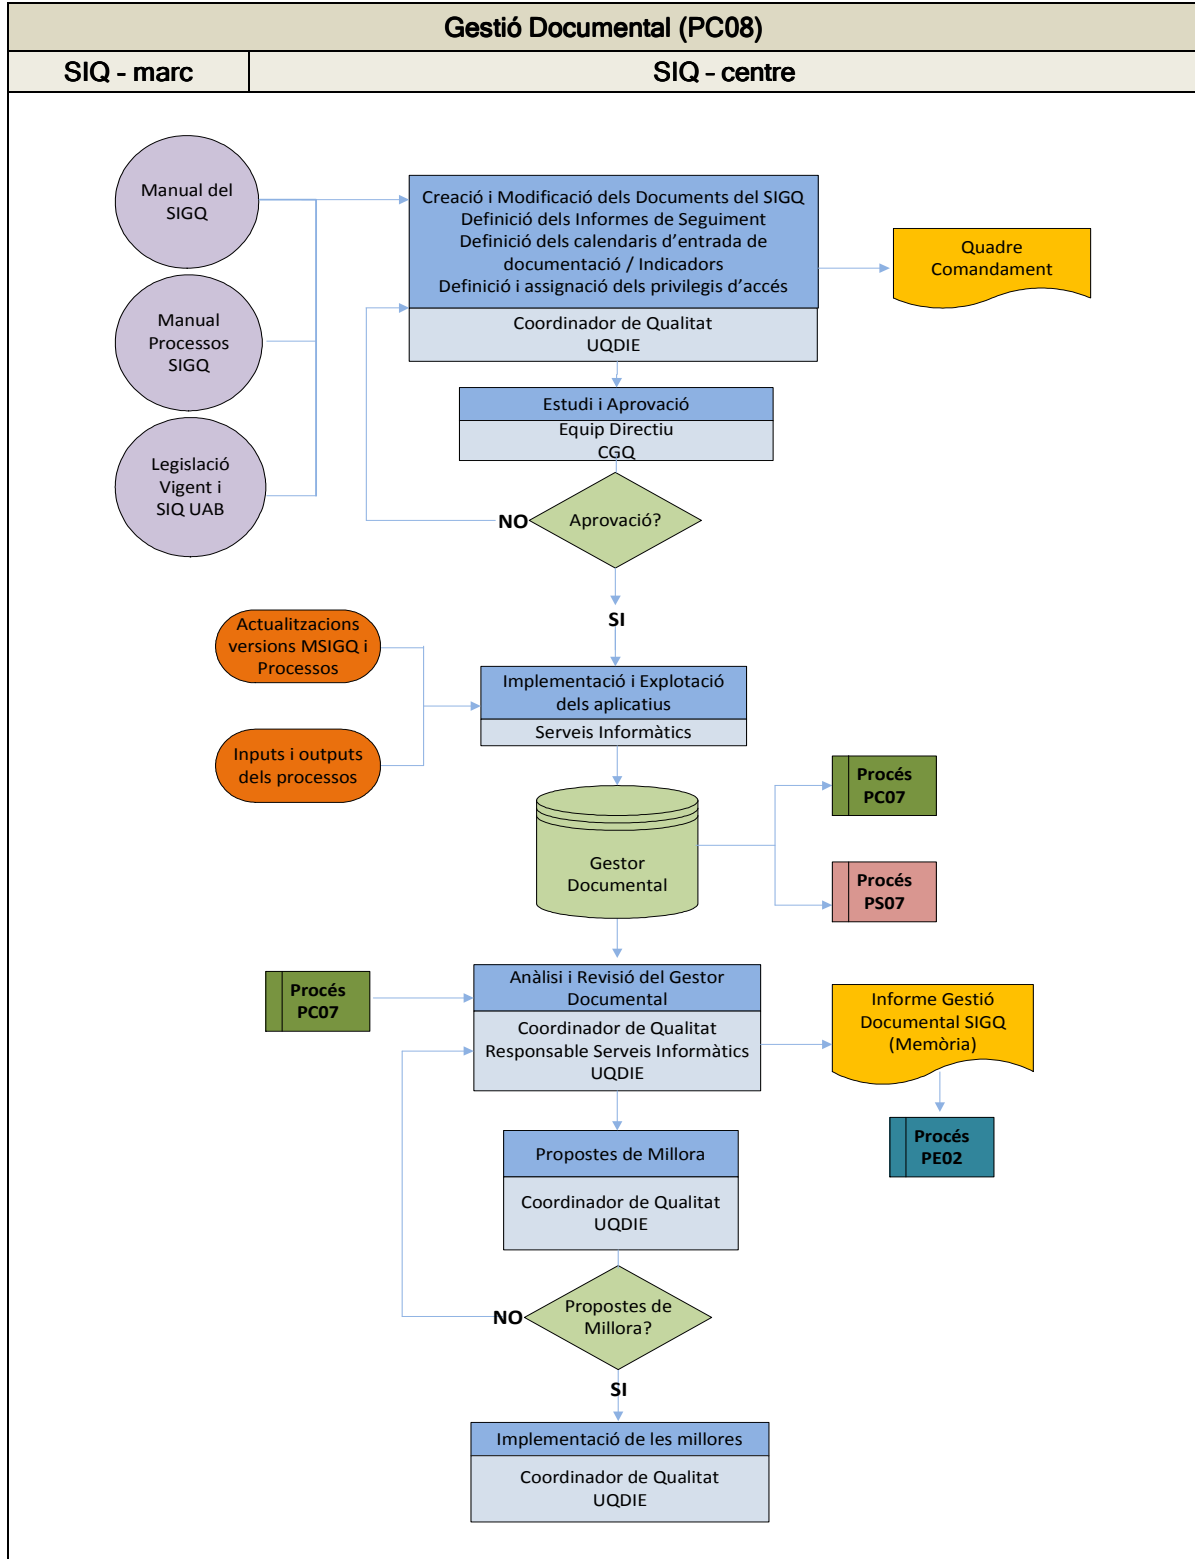 Gestió Documental (PC08)
SIQ - marc
SIQ - centre
Manual del
SIGQ
Manual
Processos
SIGQ
Legislació
Vigent i
SIQ UAB
Creació i Modificació dels Documents del SIGQ
Definició dels Informes de Seguiment
Definició dels calendaris d'entrada de
documentació / Indicadors
Definició i assignació dels privilegis d'accés
Coordinador de Qualitat
UQDIE
Quadre
Comandament
Estudi i Aprovació
Equip Directiu
CGQ
NO
Aprovació?
SI
Actualitzacions
versions MSIGQ i
Processos
Inputs i outputs
dels processos
Implementació i Explotació
dels aplicatius
Serveis Informàtics
Gestor
Documental
Procés
PC07
Procés
PS07
Procés
PC07
Anàlisi i Revisió del Gestor
Documental
Coordinador de Qualitat
Responsable Serveis Informàtics
UQDIE
Informe Gestió
Documental SIGQ
(Memòria)
Procés
PE02
Propostes de Millora
Coordinador de Qualitat
UQDIE
NO
Propostes de
Millora?
SI
Implementació de les millores
Coordinador de Qualitat
UQDIE